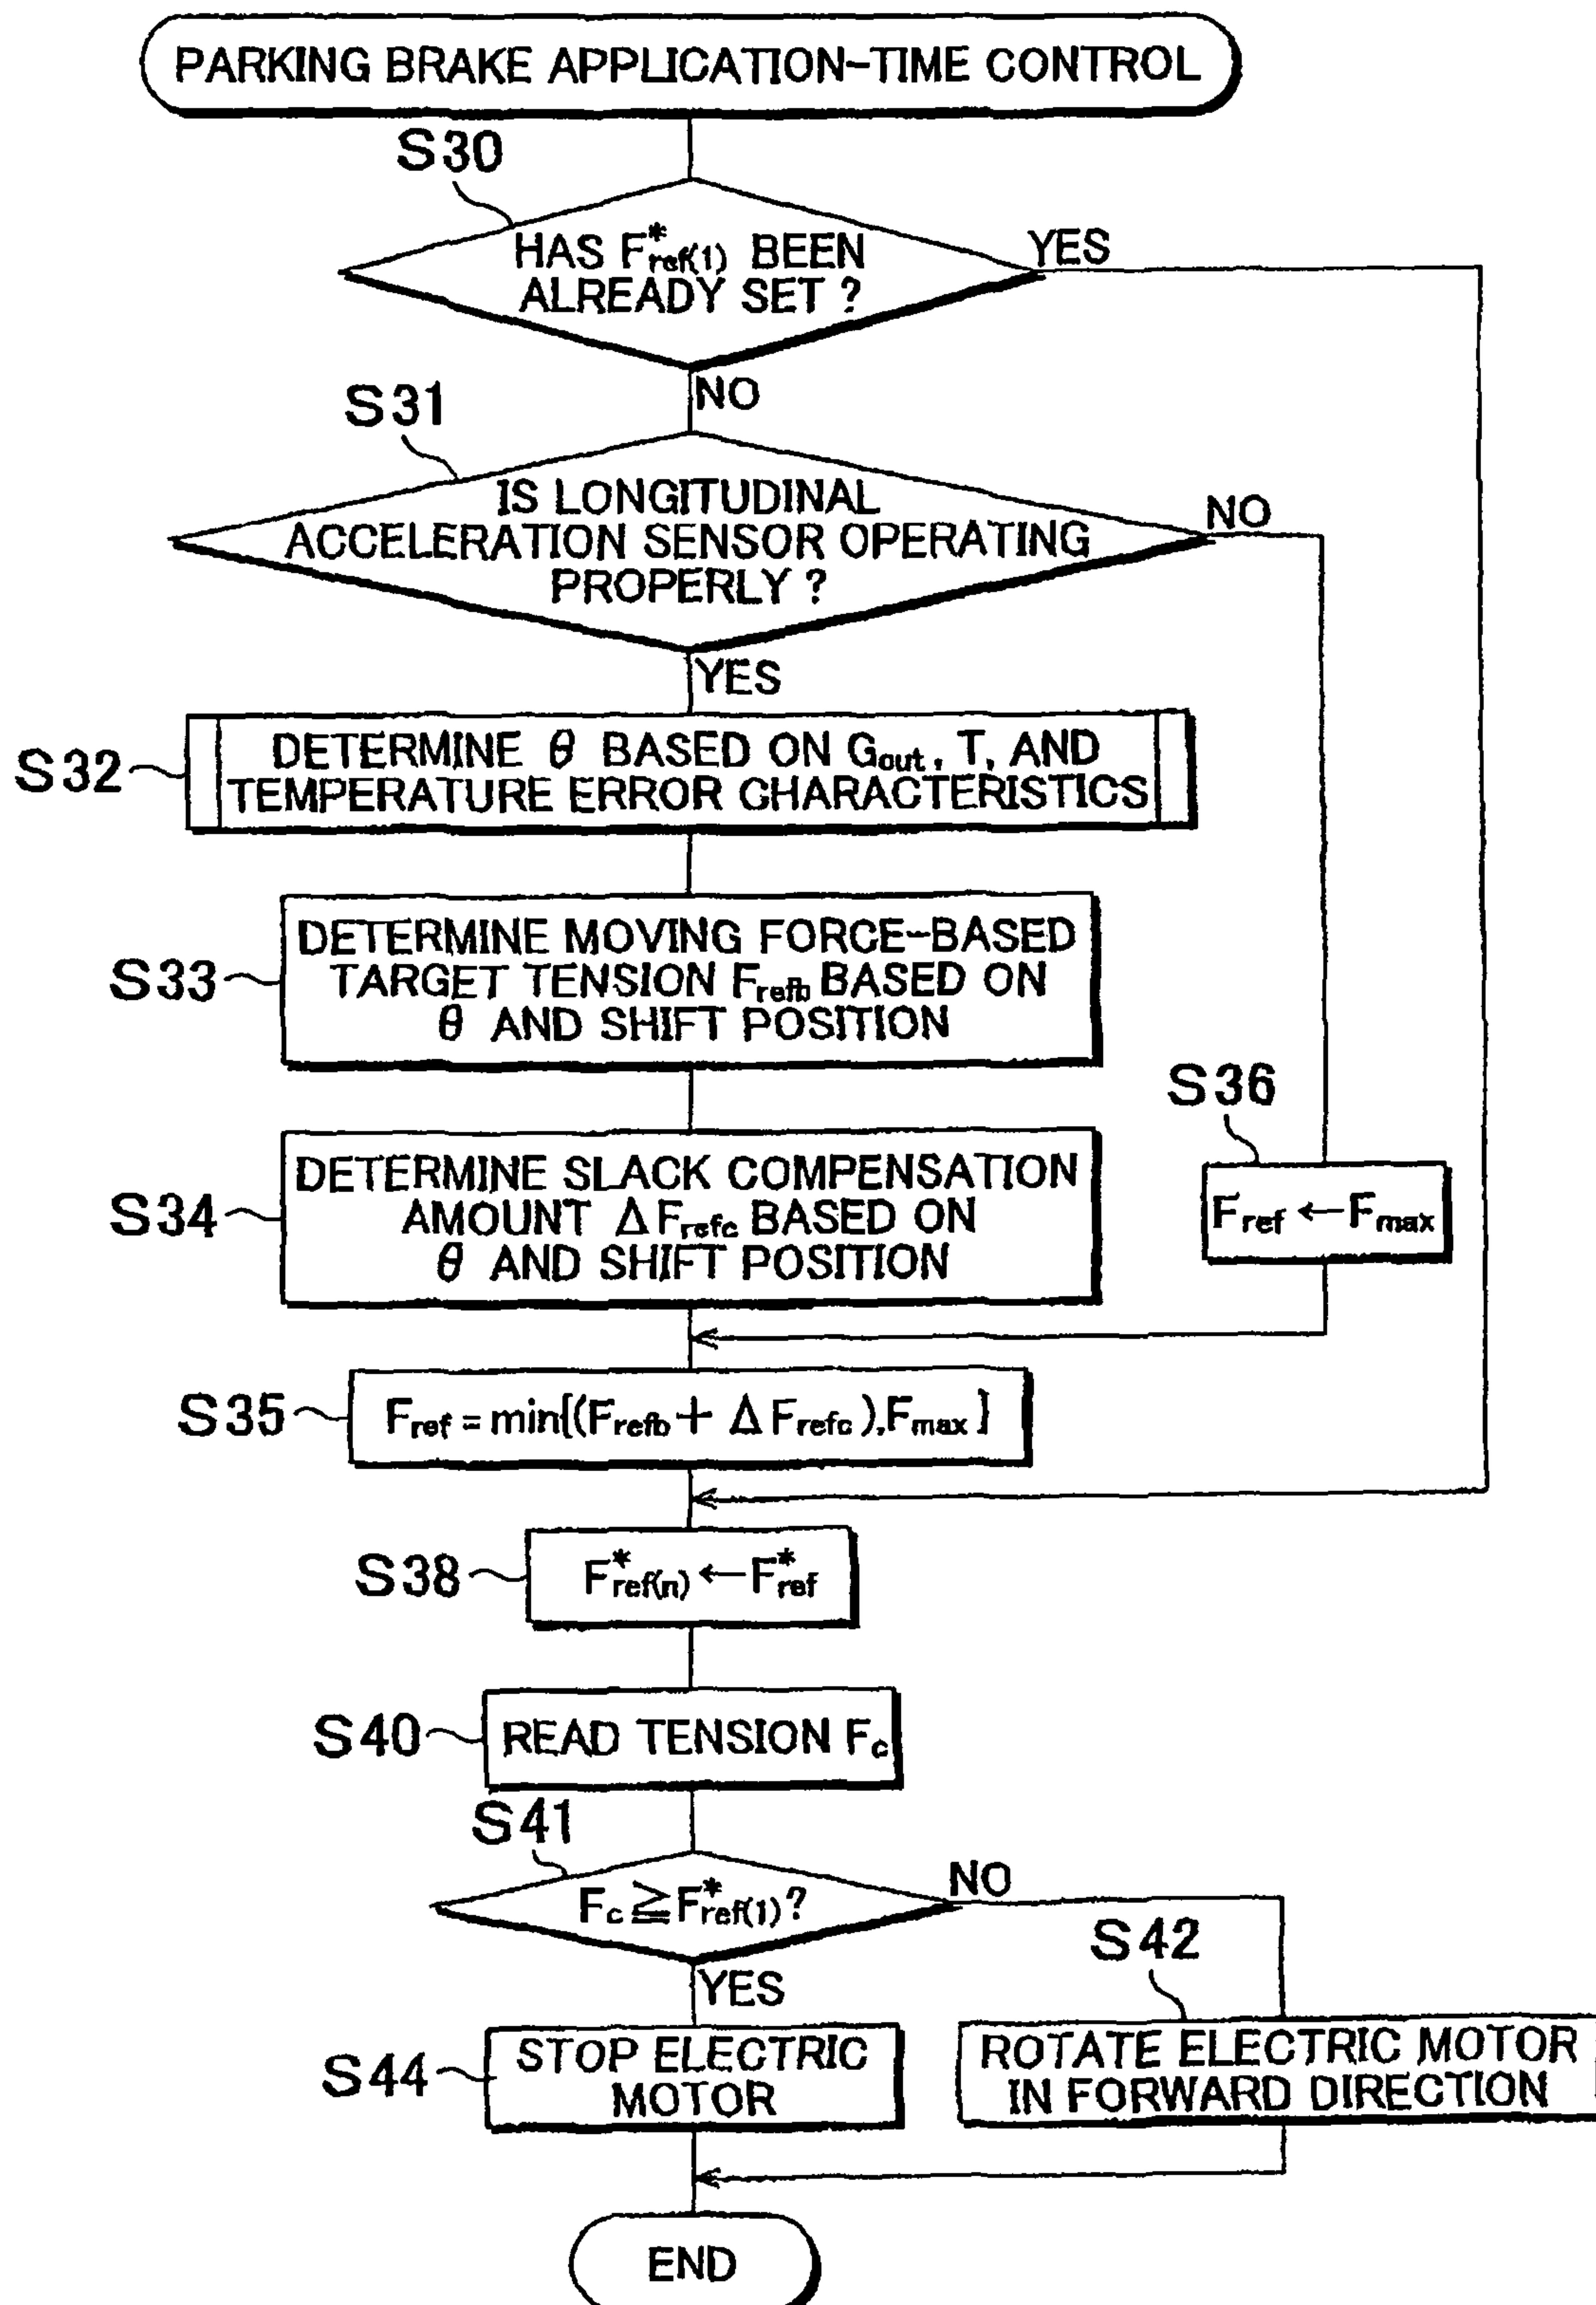 PARKING BRAKE APPLICATION-TIME CONTROL
S30
HAS F*ref(1) BEEN
ALREADY SET ?
YES
NO
S31
IS LONGITUDINAL
ACCELERATION SENSOR OPERATING
PROPERLY ?
NO
YES
S32
DETERMINE θ BASED ON Gout, T, AND
TEMPERATURE ERROR CHARACTERISTICS
S33
DETERMINE MOVING FORCE-BASED
TARGET TENSION Frefb BASED ON
θ AND SHIFT POSITION
S34
DETERMINE SLACK COMPENSATION
AMOUNT ΔFrefc BASED ON
θ AND SHIFT POSITION
S36
Fref ← Fmax
S35
Fref = min{(Frefb + ΔFrefc), Fmax}
S38
F*ref(n) ← F*ref
S40
READ TENSION Fc
S41
Fc ≧ F*ref(1) ?
NO
YES
S42
ROTATE ELECTRIC MOTOR
IN FORWARD DIRECTION
S44
STOP ELECTRIC
MOTOR
END